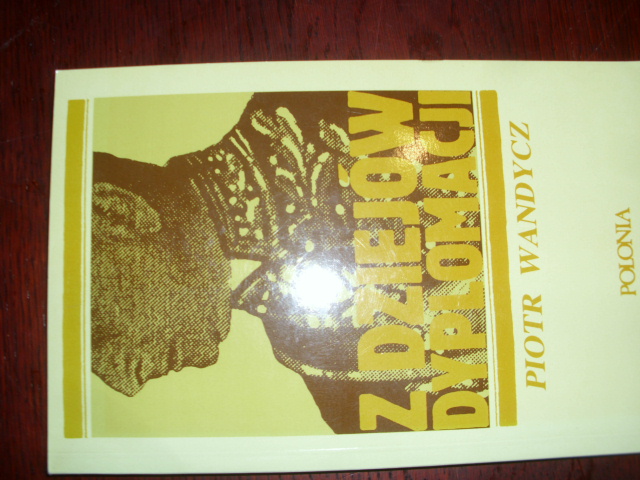 Z DZIEJÓW
DYPLOMACJI
PIOTR WANDYCZ
POLONIA